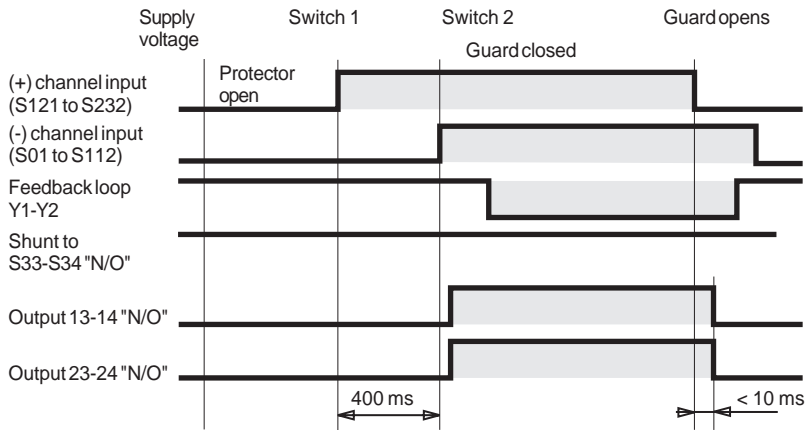 Supply voltage
Switch 1
Switch 2
Guard opens
Guard closed
Protector open
(+) channel input
(S121 to S232)
(-) channel input
(S01 to S112)
Feedback loop
Y1-Y2
Shunt to
S33-S34 "N/O"
Output 13-14 "N/O"
Output 23-24 "N/O"
400 ms
< 10 ms